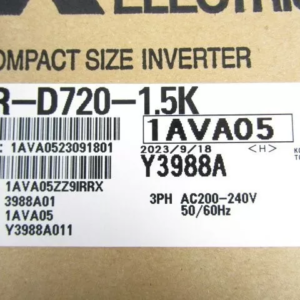 ELECTRIC
COMPACT SIZE INVERTER
R-D720-1.5K
: 1AVA0523091801
1AVA05
2023/9/18 <H>
1AVA05ZZ9IRRX
Y3988A
3988A01
1AVA05
Y3988A011
3PH AC200-240V
50/60Hz